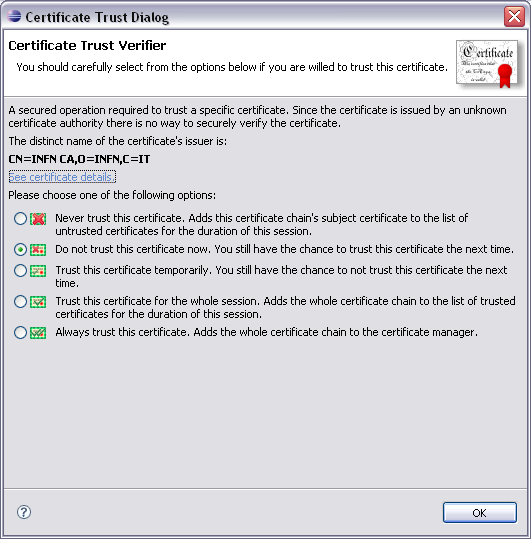 Certificate Trust Dialog
Certificate Trust Verifier
You should carefully select from the options below if you are willed to trust this certificate.
Certificate
A secured operation required to trust a specific certificate. Since the certificate is issued by an unknown
certificate authority there is no way to securely verify the certificate.
The distinct name of the certificate's issuer is:
CN=INFN CA,O=INFN,C=IT
See certificate details.
Please choose one of the following options:
Never trust this certificate. Adds this certificate chain's subject certificate to the list of
untrusted certificates for the duration of this session.
Do not trust this certificate now. You still have the chance to trust this certificate the next time.
Trust this certificate temporarily. You still have the chance to not trust this certificate the next
time.
Trust this certificate for the whole session. Adds the whole certificate chain to the list of trusted
certificates for the duration of this session.
Always trust this certificate. Adds the whole certificate chain to the certificate manager.
?
OK